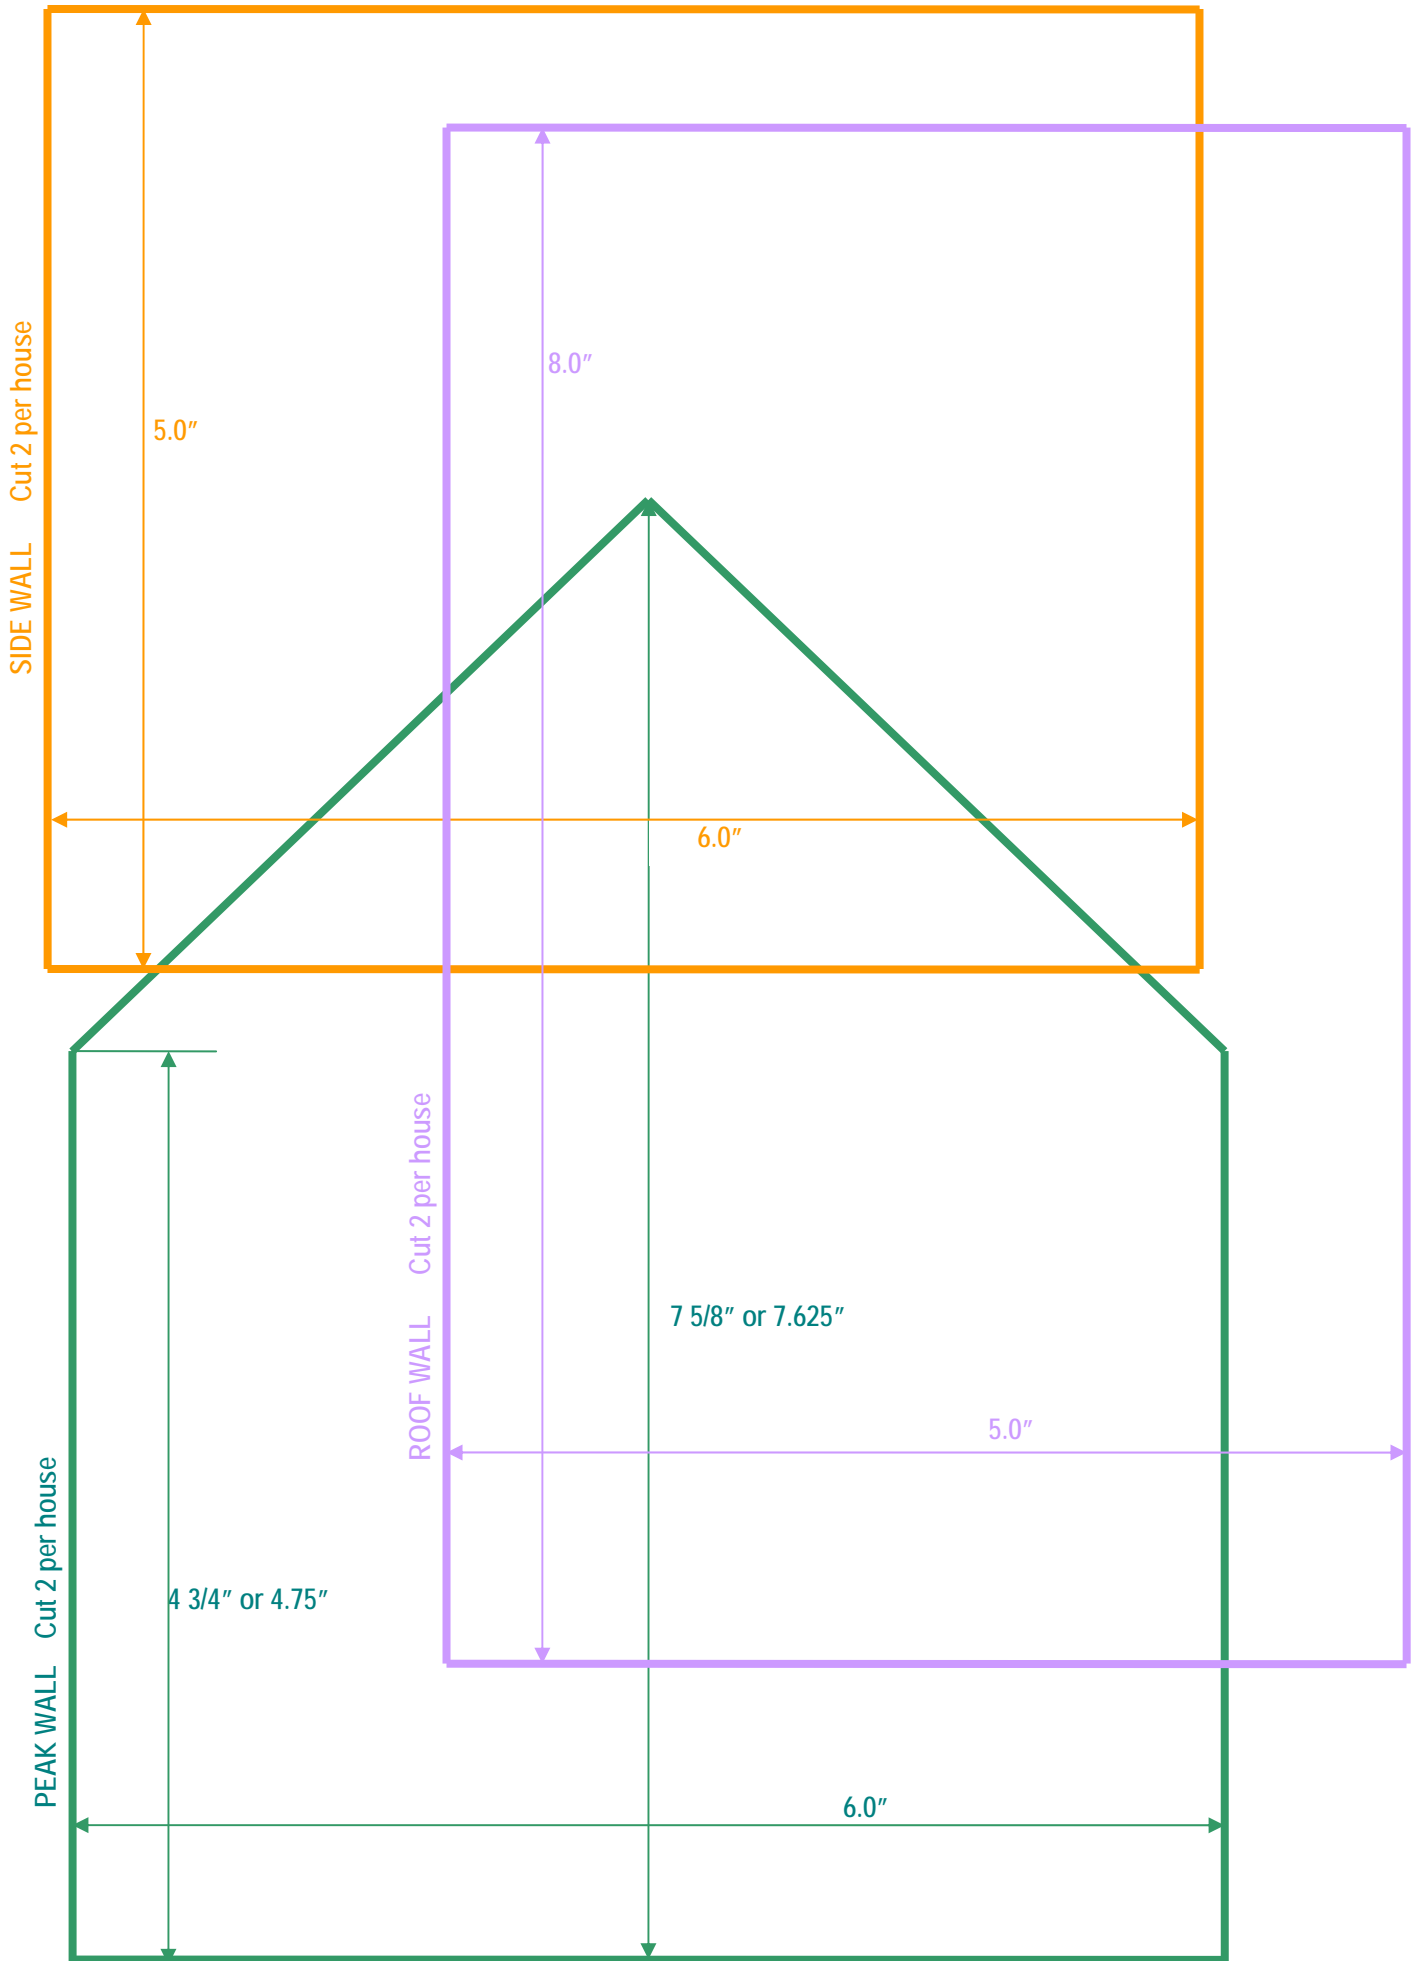 SIDE WALL Cut 2 per house
5.0″
8.0″
6.0″
ROOF WALL Cut 2 per house
7 5/8″ or 7.625″
5.0″
PEAK WALL Cut 2 per house
4 3/4″ or 4.75″
6.0″